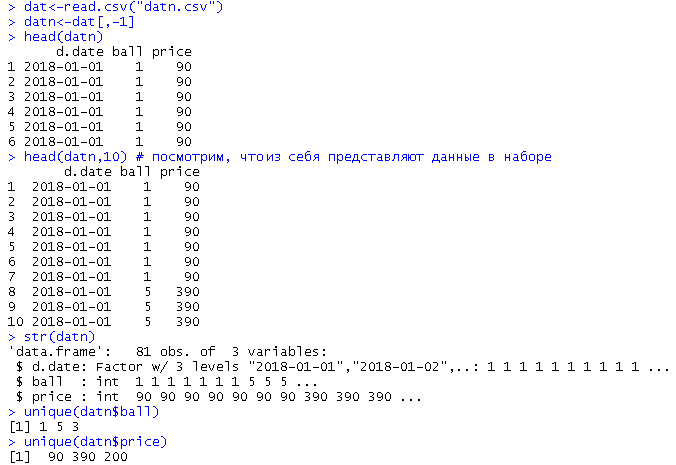 > dat<-read.csv("datn.csv")
> datn<-dat[,-1]
> head(datn)
      d.date ball price
1 2018-01-01    1    90
2 2018-01-01    1    90
3 2018-01-01    1    90
4 2018-01-01    1    90
5 2018-01-01    1    90
6 2018-01-01    1    90
> head(datn,10) # посмотрим, что из себя представляют данные в наборе
       d.date ball price
1  2018-01-01    1    90
2  2018-01-01    1    90
3  2018-01-01    1    90
4  2018-01-01    1    90
5  2018-01-01    1    90
6  2018-01-01    1    90
7  2018-01-01    1    90
8  2018-01-01    5   390
9  2018-01-01    5   390
10 2018-01-01    5   390
> str(datn)
'data.frame':   81 obs. of  3 variables:
 $ d.date: Factor w/ 3 levels "2018-01-01","2018-01-02",..: 1 1 1 1 1 1 1 1 1 1 ...
 $ ball  : int  1 1 1 1 1 1 1 5 5 5 ...
 $ price : int  90 90 90 90 90 90 90 390 390 390 ...
> unique(datn$ball)
[1] 1 5 3
> unique(datn$price)
[1]  90 390 200